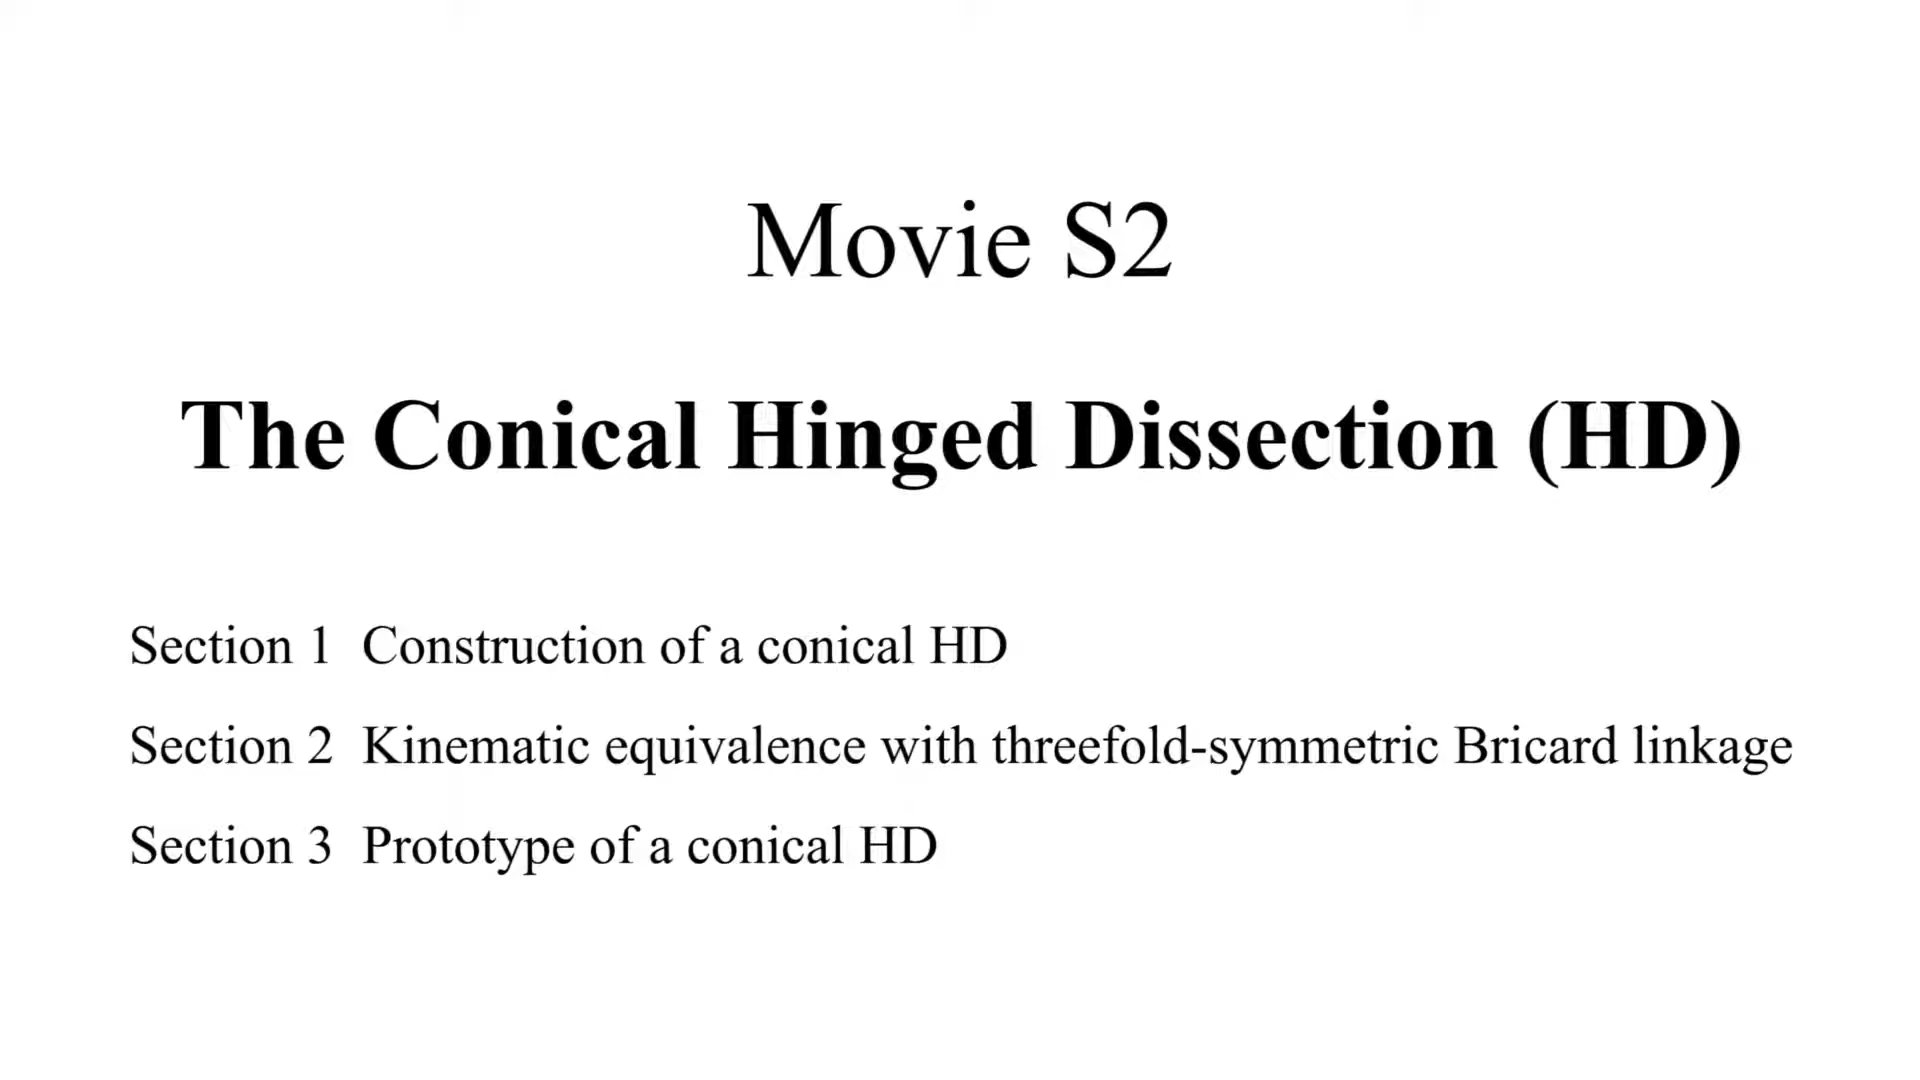 Movie S2
The Conical Hinged Dissection (HD)
Section 1 Construction of a conical HD
Section 2 Kinematic equivalence with threefold-symmetric Bricard linkage
Section 3 Prototype of a conical HD